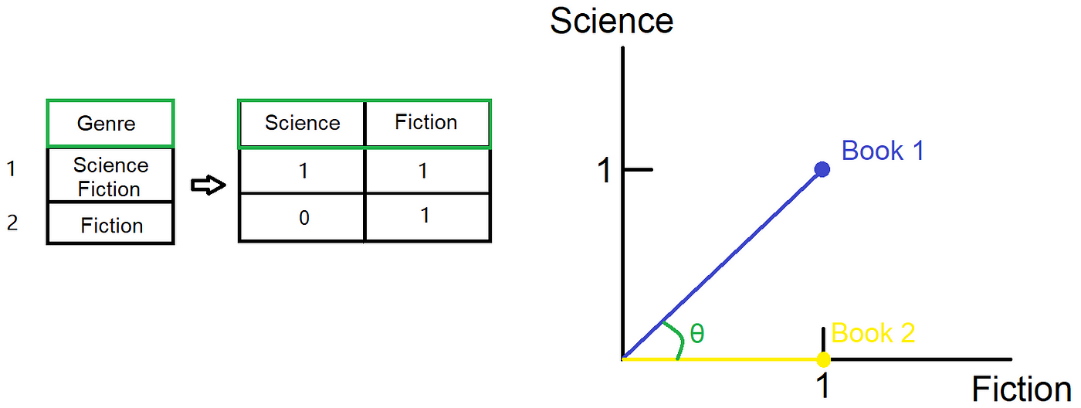 Genre
1
Science
Fiction
2
Fiction
Science Fiction
1 1
0 1
Science
1
Book 1
θ
Book 2
1
Fiction